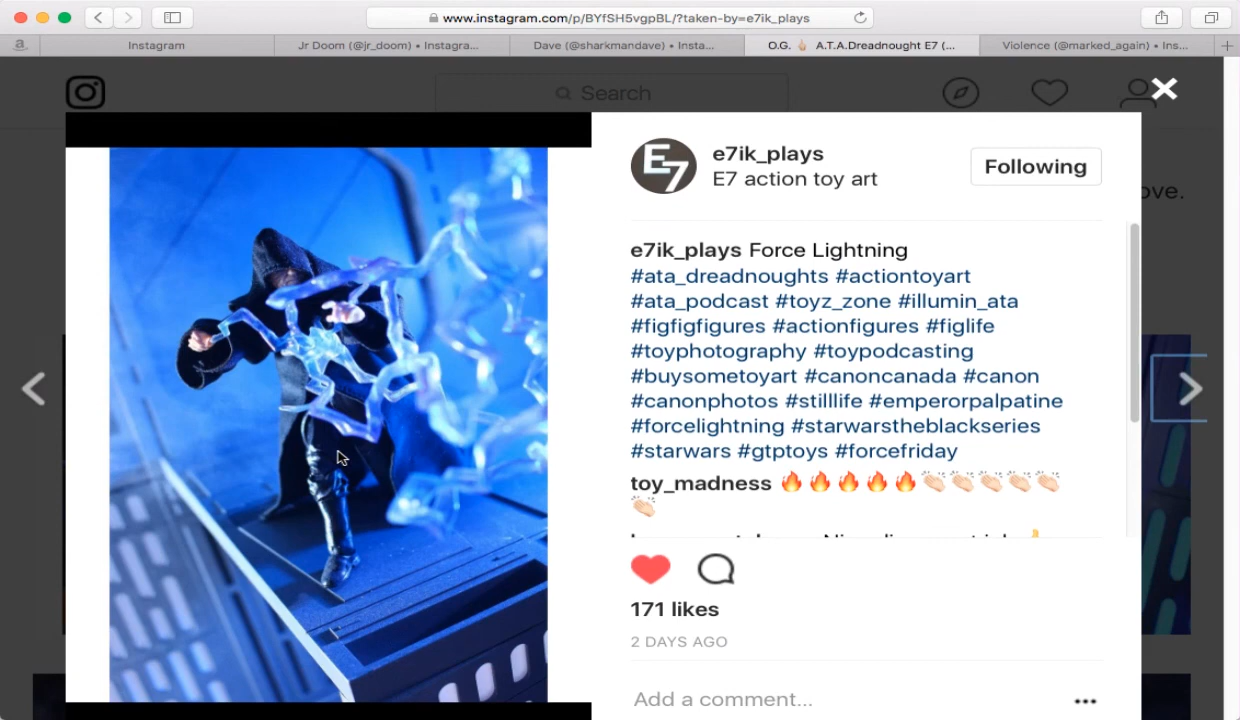 www.instagram.com/p/BYfSH5vgpBL/?taken-by=e7ik_plays
a
Instagram
Jr Doom (@jr_doom) • Instagra...
Dave (@sharkmandave) • Insta...
O.G. 👌🏻 A.T.A.Dreadnought E7 (...
Violence (@marked_again) • Ins...
Search
E7
e7ik_plays
E7 action toy art
Following
ove.
e7ik_plays Force Lightning
#ata_dreadnoughts #actiontoyart
#ata_podcast #toyz_zone #illumin_ata
#figfigfigures #actionfigures #figlife
#toyphotography #toypodcasting
#buysometoyart #canoncanada #canon
#canonphotos #stilllife #emperorpalpatine
#forcelightning #starwarstheblackseries
#starwars #gtptoys #forcefriday
toy_madness 🔥🔥🔥🔥🔥👏🏻👏🏻👏🏻👏🏻👏🏻
👏🏻
171 likes
2 DAYS AGO
Add a comment...